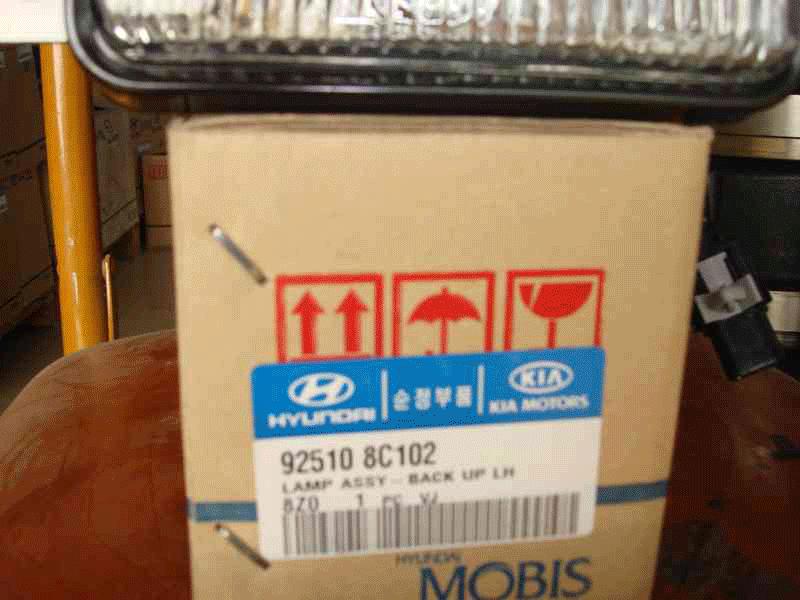 HYUNDAI 순정부품 KIA
KIA MOTORS
92510 8C102
LAMP ASSY - BACK UP LH
8Z0 1 PC VJ
HYUNDAI
MOBIS